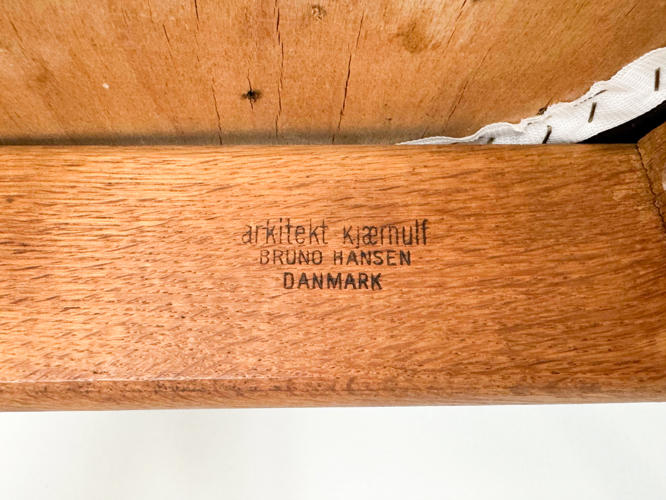 arkitekt kjærnulf
BRUNO HANSEN
DANMARK